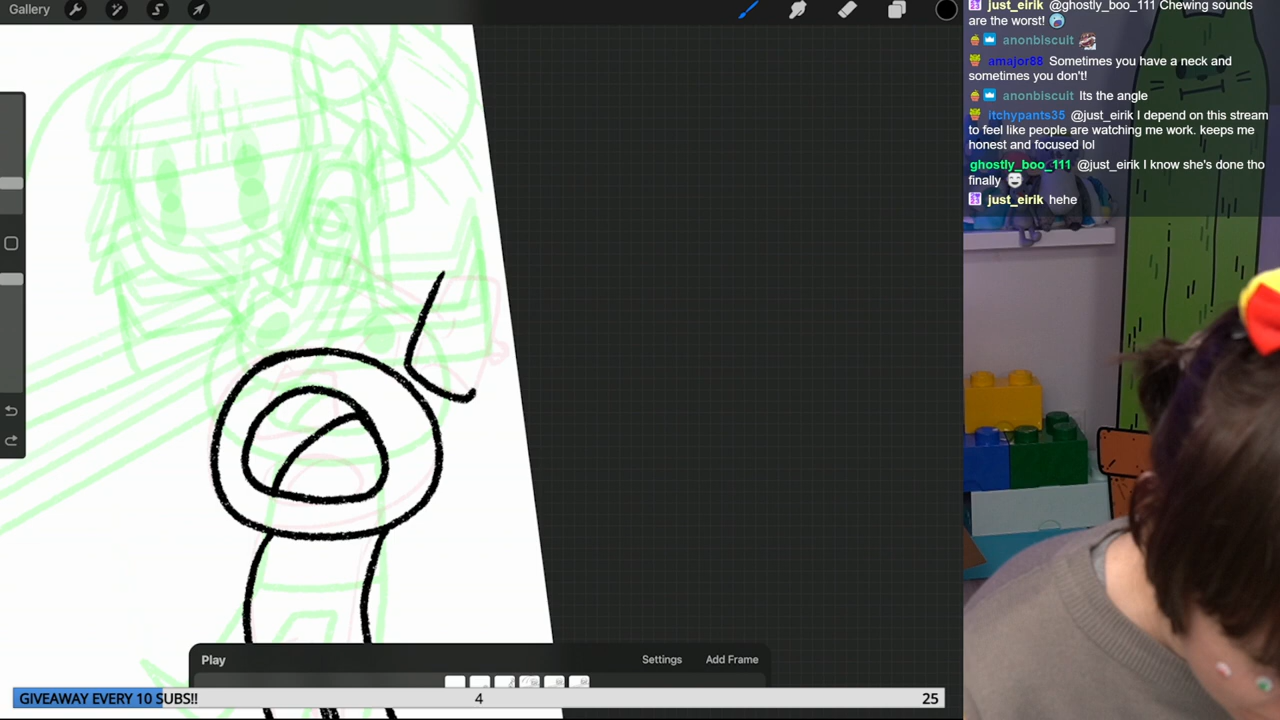 Gallery
just_eirik @ghostly_boo_111 Chewing sounds
are the worst!
anonbiscuit
amajor88 Sometimes you have a neck and
sometimes you don't!
anonbiscuit Its the angle
itchypants35 @just_eirik I depend on this stream
to feel like people are watching me work. keeps me
honest and focused lol
ghostly_boo_111 @just_eirik I know she's done tho
finally
just_eirik hehe
Play
Settings
Add Frame
GIVEAWAY EVERY 10 SUBS!!
4
25